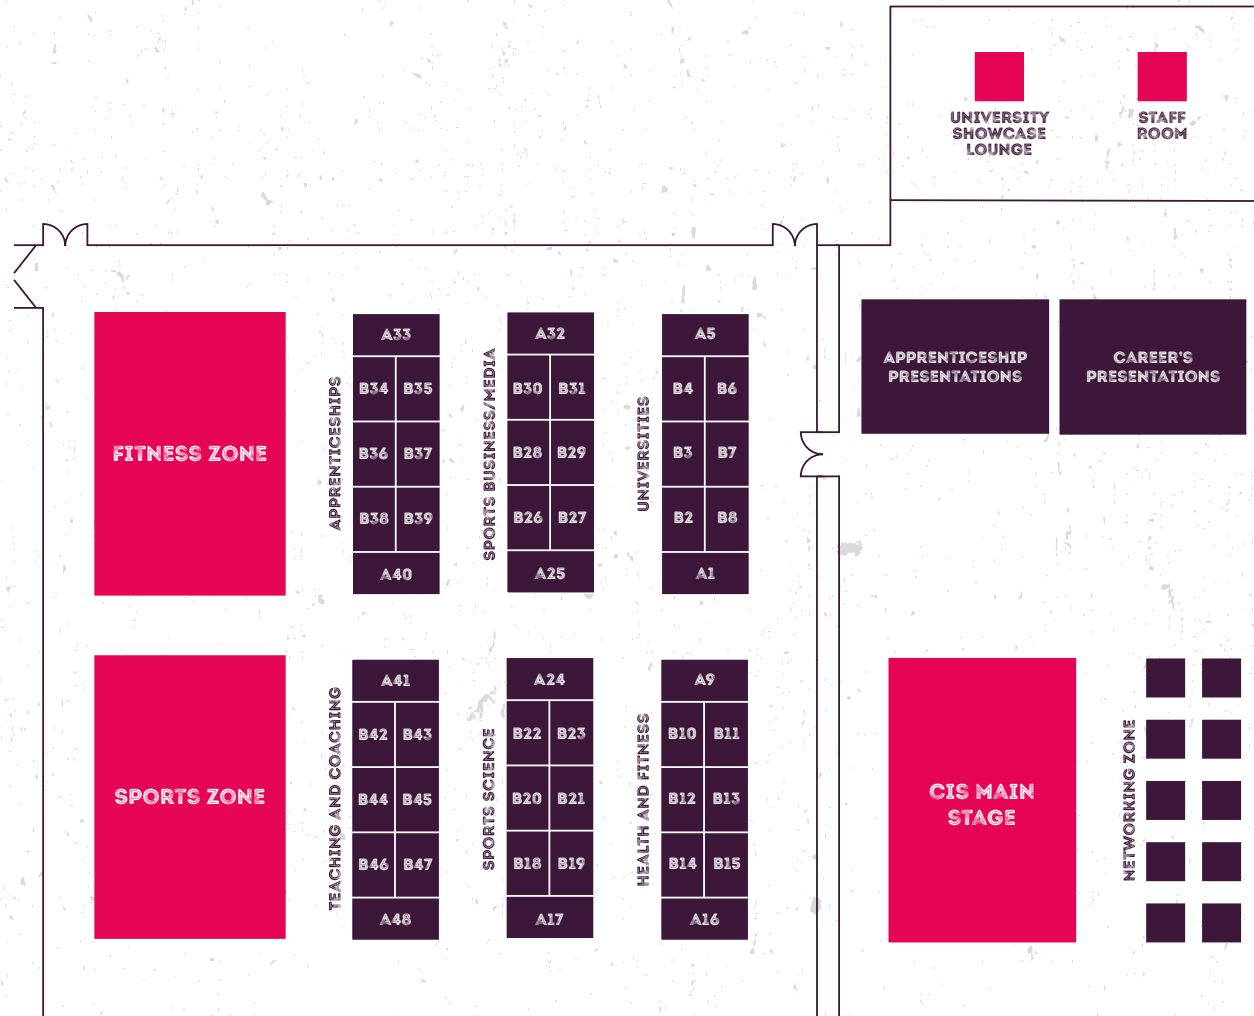 UNIVERSITY
SHOWCASE
LOUNGE
STAFF
ROOM
APPRENTICESHIP
PRESENTATIONS
CAREER'S
PRESENTATIONS
FITNESS ZONE
APPRENTICESHIPS
A33
B34 B35
B36 B37
B38 B39
A40
SPORTS BUSINESS/MEDIA
A32
B30 B31
B28 B29
B26 B27
A25
UNIVERSITIES
A5
B4 B6
B3 B7
B2 B8
A1
SPORTS ZONE
TEACHING AND COACHING
A41
B42 B43
B44 B45
B46 B47
A48
SPORTS SCIENCE
A24
B22 B23
B20 B21
B18 B19
A17
HEALTH AND FITNESS
A9
B10 B11
B12 B13
B14 B15
A16
CIS MAIN
STAGE
NETWORKING ZONE